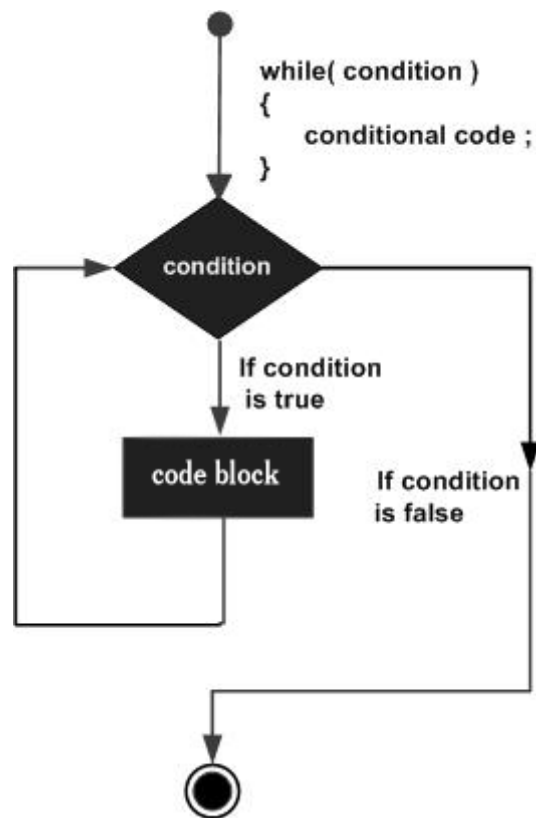 while( condition )
{
conditional code ;
}
condition
If condition
is true
code block
If condition
is false